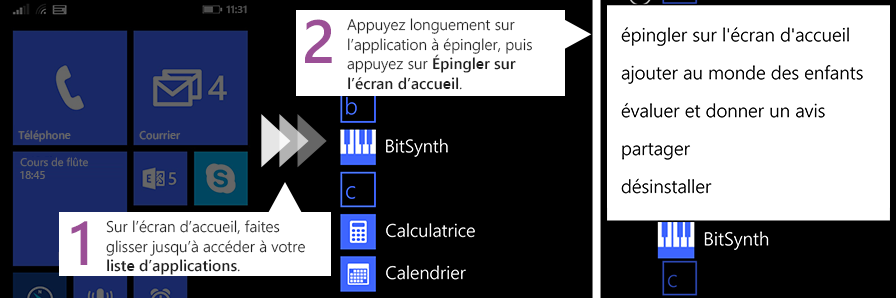 11:31
4
Téléphone
Courrier
Cours de flûte
18:45
E 5
S
1
Sur l'écran d'accueil, faites
glisser jusqu'à accéder à votre
liste d'applications.
2
Appuyez longuement sur
l'application à épingler, puis
appuyez sur Épingler sur
l'écran d'accueil.
b
BitSynth
c
Calculatrice
Calendrier
épingler sur l'écran d'accueil
ajouter au monde des enfants
évaluer et donner un avis
partager
désinstaller
BitSynth
c